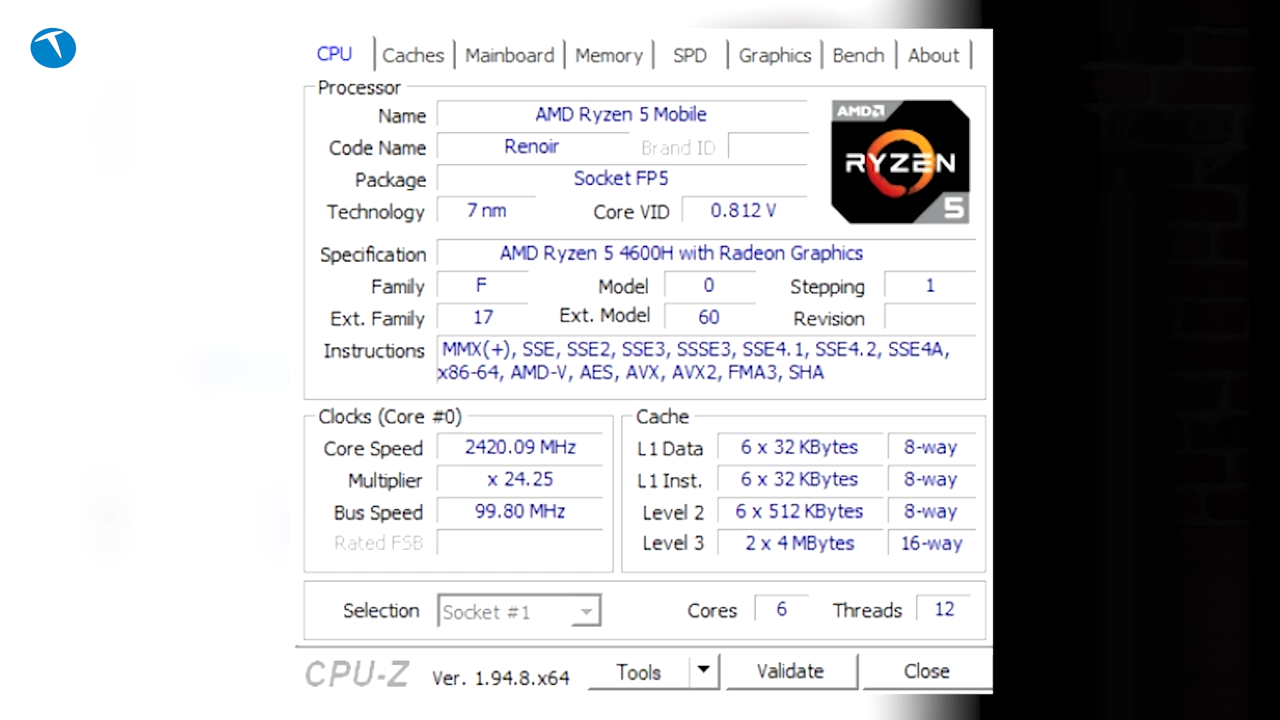 CPU Caches Mainboard Memory SPD Graphics Bench About
Processor
Name AMD Ryzen 5 Mobile
Code Name Renoir Brand ID
Package Socket FP5
Technology 7 nm Core VID 0.812 V
AMD
RYZEN
5
Specification AMD Ryzen 5 4600H with Radeon Graphics
Family F Model 0 Stepping 1
Ext. Family 17 Ext. Model 60 Revision
Instructions MMX(+), SSE, SSE2, SSE3, SSSE3, SSE4.1, SSE4.2, SSE4A,
x86-64, AMD-V, AES, AVX, AVX2, FMA3, SHA
Clocks (Core #0)
Core Speed 2420.09 MHz
Multiplier x 24.25
Bus Speed 99.80 MHz
Rated FSB
Cache
L1 Data 6 x 32 KBytes 8-way
L1 Inst. 6 x 32 KBytes 8-way
Level 2 6 x 512 KBytes 8-way
Level 3 2 x 4 MBytes 16-way
Selection Socket #1 Cores 6 Threads 12
CPU-Z Ver. 1.94.8.x64 Tools Validate Close